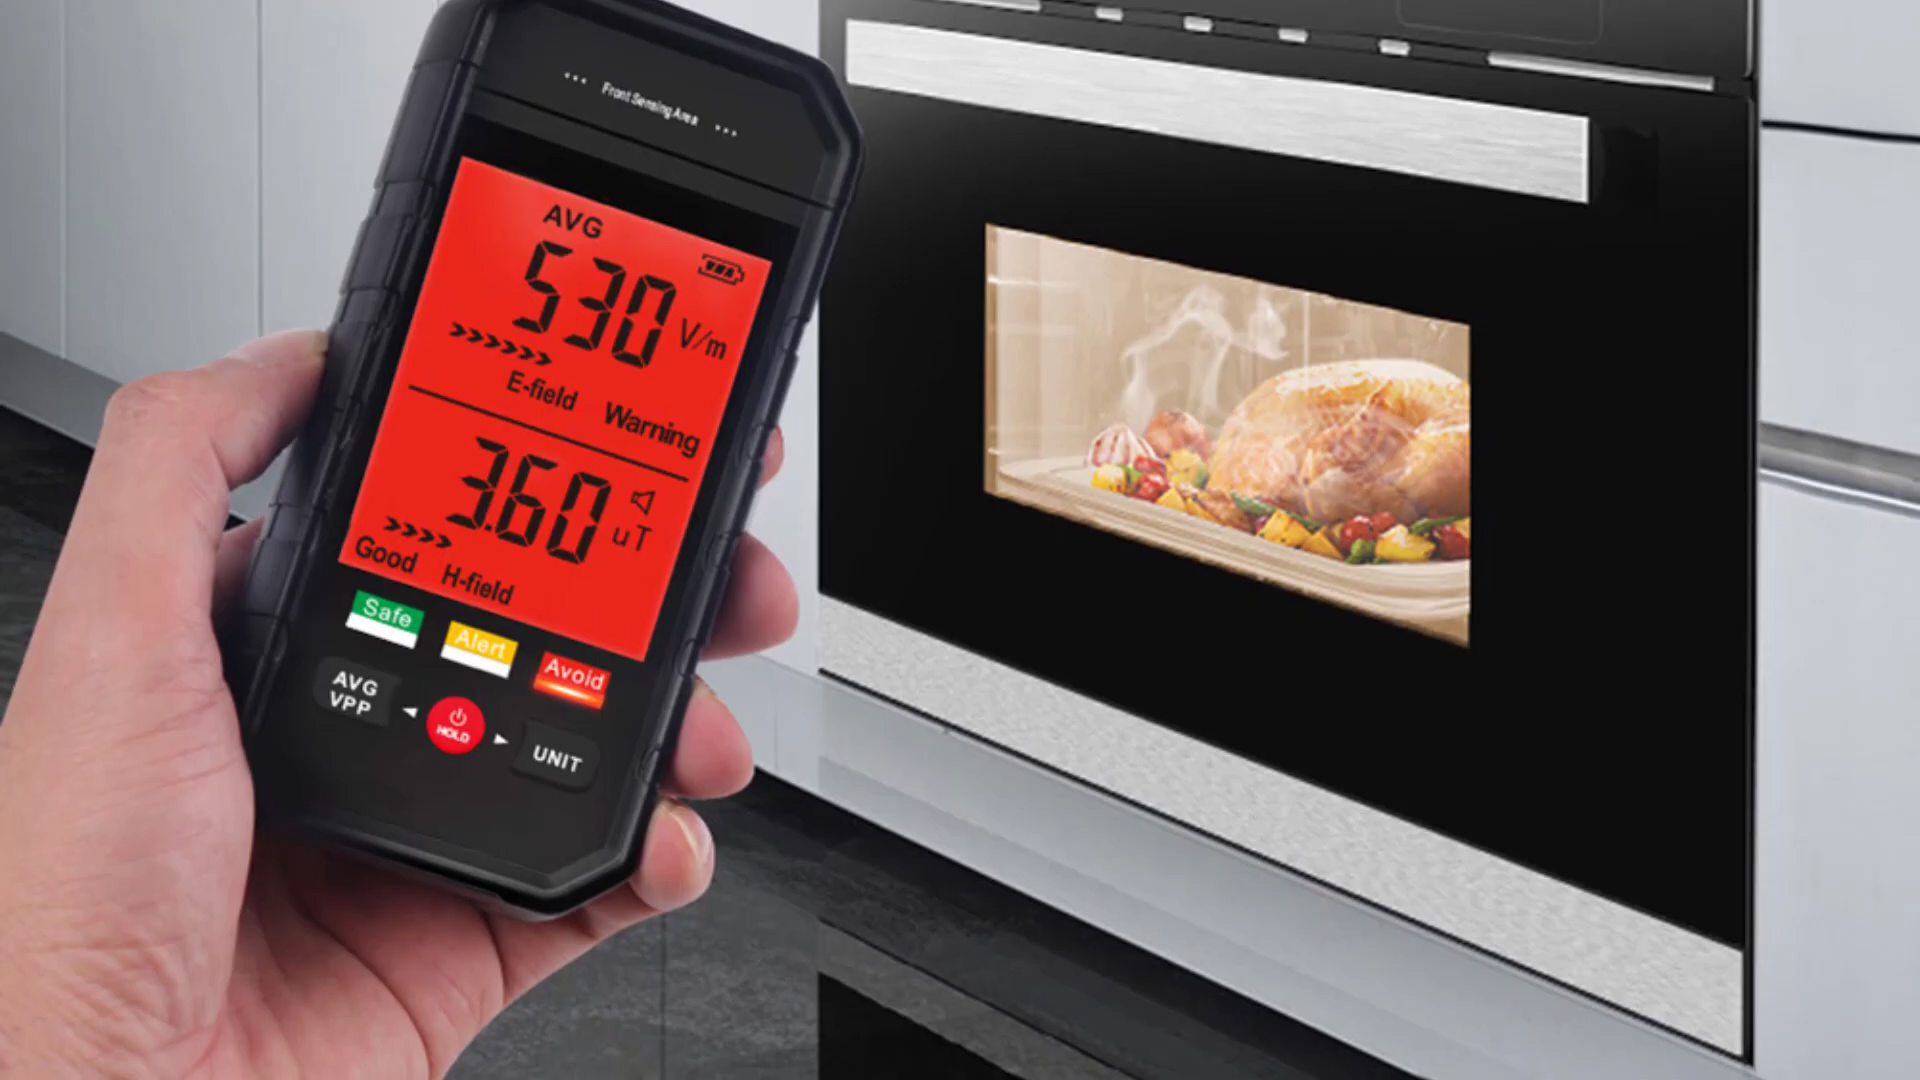 Front Sensing Area
AVG
530 V/m
E-field Warning
3.60 uT
Good H-field
Safe Alert Avoid
AVG
VPP
HOLD
UNIT